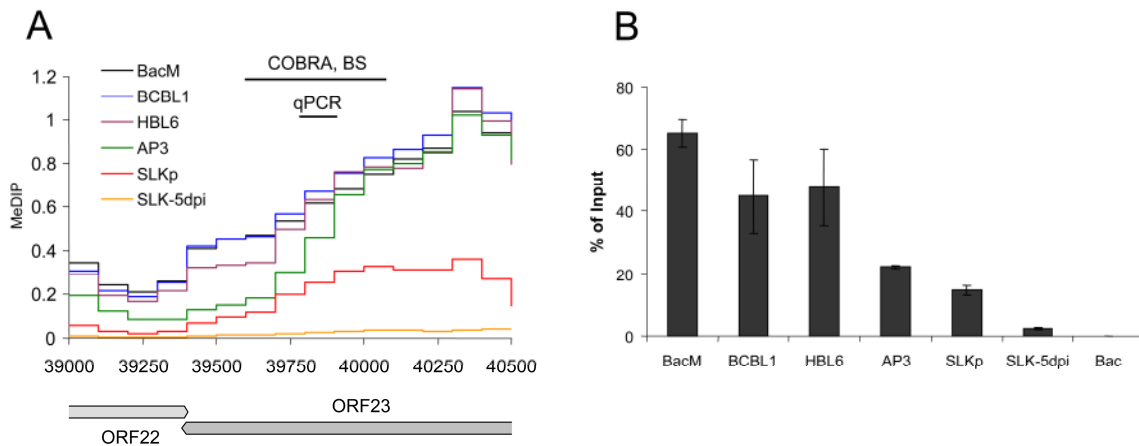 A
COBRA, BS
qPCR
BacM
BCBL1
HBL6
AP3
SLKp
SLK-5dpi
MeDIP
1.2
1
0.8
0.6
0.4
0.2
0
39000 39250 39500 39750 40000 40250 40500
ORF22
ORF23
B
% of Input
80
60
40
20
0
BacM BCBL1 HBL6 AP3 SLKp SLK-5dpi Bac